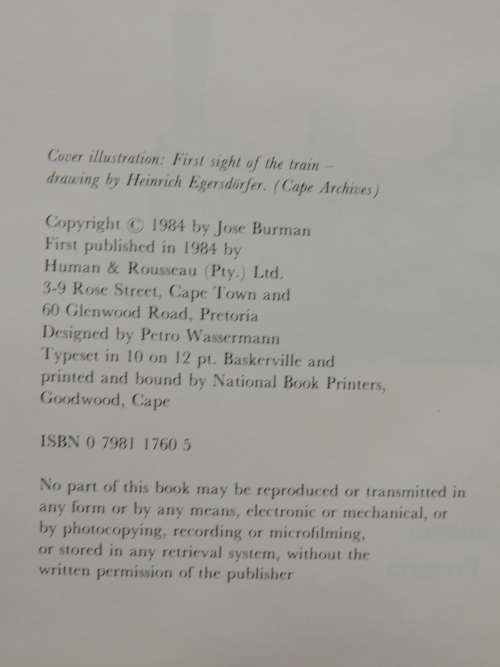 Cover illustration: First sight of the train –
drawing by Heinrich Egersdörfer. (Cape Archives)
Copyright © 1984 by Jose Burman
First published in 1984 by
Human & Rousseau (Pty.) Ltd.
3-9 Rose Street, Cape Town and
60 Glenwood Road, Pretoria
Designed by Petro Wassermann
Typeset in 10 on 12 pt. Baskerville and
printed and bound by National Book Printers,
Goodwood, Cape
ISBN 0 7981 1760 5
No part of this book may be reproduced or transmitted in
any form or by any means, electronic or mechanical, or
by photocopying, recording or microfilming,
or stored in any retrieval system, without the
written permission of the publisher